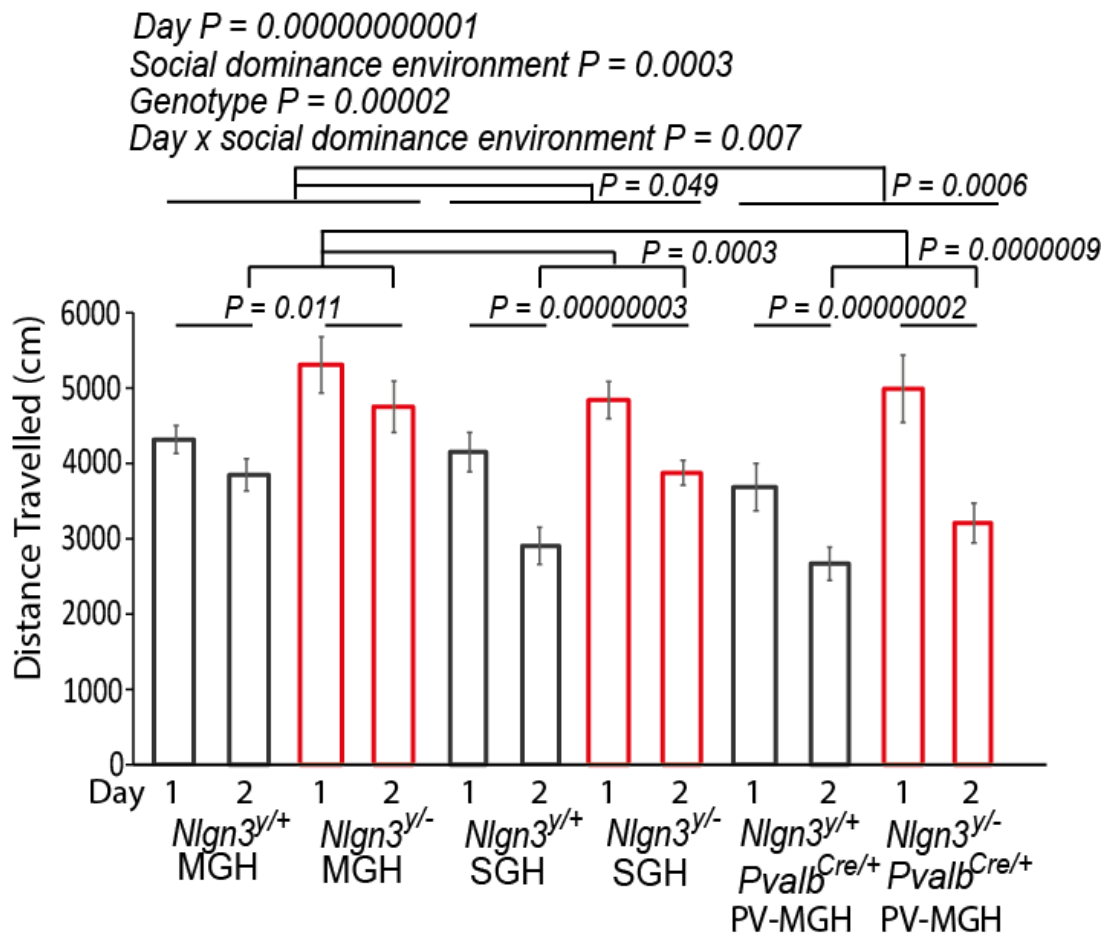 Day P = 0.00000000001
Social dominance environment P = 0.0003
Genotype P = 0.00002
Day x social dominance environment P = 0.007
P = 0.049
P = 0.0006
P = 0.0003
P = 0.0000009
P = 0.011
P = 0.00000003
P = 0.00000002
Distance Travelled (cm)
6000
5000
4000
3000
2000
1000
0
Day 1 2 1 2 1 2 1 2 1 2 1 2
Nlgn3y/+ Nlgn3y/- Nlgn3y/+ Nlgn3y/- Nlgn3y/+ Nlgn3y/-
MGH MGH SGH SGH PvalbCre/+ PvalbCre/+
PV-MGH PV-MGH